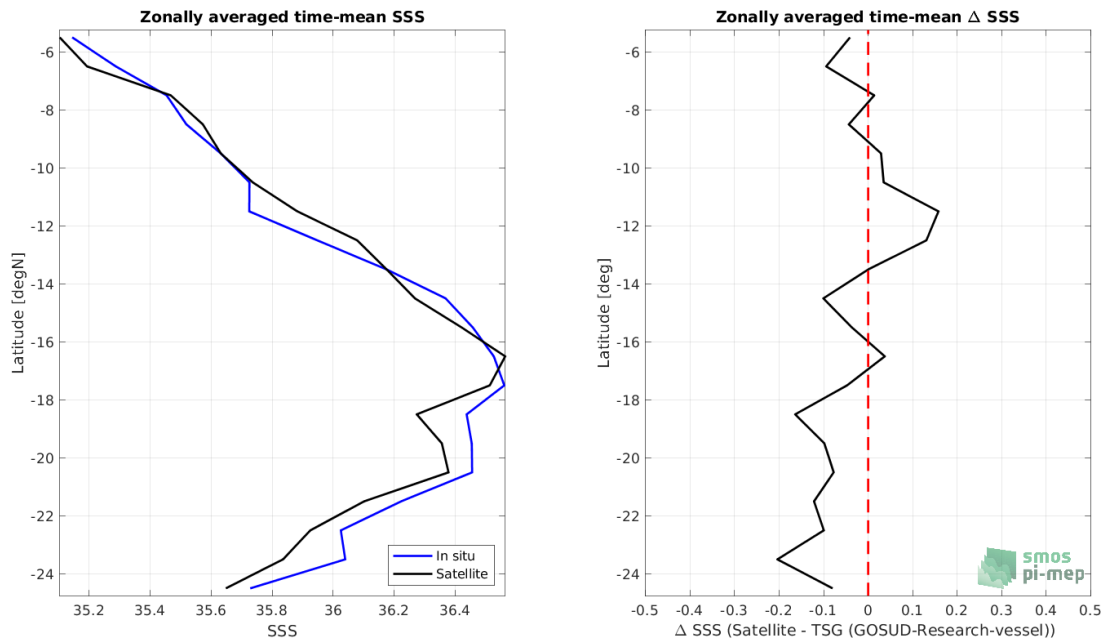 Zonally averaged time-mean SSS
-6
-8
-10
-12
-14
-16
-18
-20
-22
-24
Latitude [degN]
35.2 35.4 35.6 35.8 36 36.2 36.4
SSS
In situ
Satellite
Zonally averaged time-mean Δ SSS
-6
-8
-10
-12
-14
-16
-18
-20
-22
-24
Latitude [deg]
-0.5 -0.4 -0.3 -0.2 -0.1 0 0.1 0.2 0.3 0.4 0.5
Δ SSS (Satellite - TSG (GOSUD-Research-vessel))
smos
pi-mep